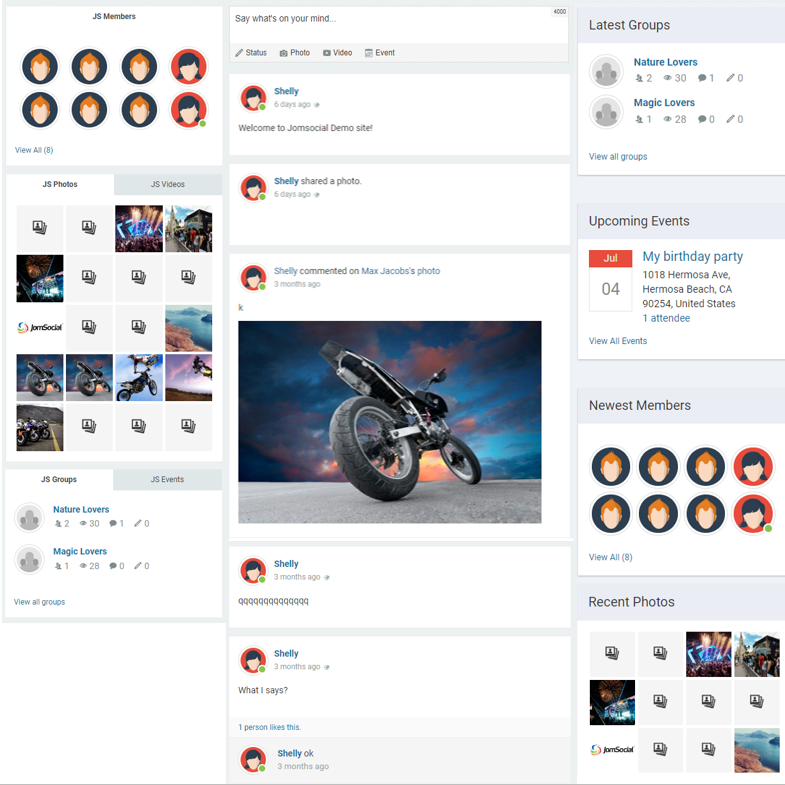 JS Members
View All (8)
JS Photos
JS Videos
JomSocial
JS Groups
JS Events
Nature Lovers
2 30 1 0
Magic Lovers
1 28 0 0
View all groups
4000
Say what's on your mind...
Status Photo Video Event
Shelly
6 days ago
Welcome to Jomsocial Demo site!
Shelly shared a photo.
6 days ago
Shelly commented on Max Jacobs's photo
3 months ago
k
Shelly
3 months ago
qqqqqqqqqqqqqq
Shelly
3 months ago
What I says?
1 person likes this.
Shelly ok
3 months ago
Latest Groups
Nature Lovers
2 30 1 0
Magic Lovers
1 28 0 0
View all groups
Upcoming Events
Jul
04
My birthday party
1018 Hermosa Ave,
Hermosa Beach, CA
90254, United States
1 attendee
View All Events
Newest Members
View All (8)
Recent Photos
JomSocial